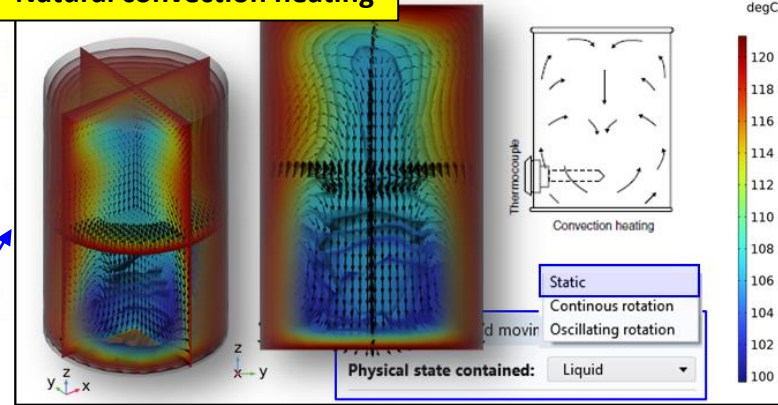 Natural convection heating
degC
120
118
116
114
112
110
108
106
104
102
100
Thermocouple
Convection heating
Static
Continous rotation
Oscillating rotation
Physical state contained: Liquid
z
y x
z
x y